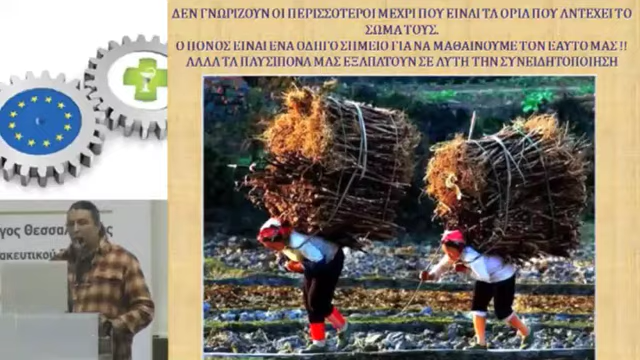 ΔΕΝ ΓΝΩΡΙΖΟΥΝ ΟΙ ΠΕΡΙΣΣΟΤΕΡΟΙ ΜΕΧΡΙ ΠΟΥ ΕΙΝΑΙ ΤΑ ΟΡΙΑ ΠΟΥ ΑΝΤΕΧΕΙ ΤΟ
ΣΩΜΑ ΤΟΥΣ.
Ο ΠΟΝΟΣ ΕΙΝΑΙ ΕΝΑ ΟΔΗΓΟ ΣΗΜΕΙΟ ΓΙΑ ΝΑ ΜΑΘΑΙΝΟΥΜΕ ΤΟΝ ΕΑΥΤΟ ΜΑΣ !!
ΑΛΛΑ ΤΑ ΠΑΥΣΙΠΟΝΑ ΜΑΣ ΕΞΑΠΑΤΟΥΝ ΣΕ ΑΥΤΗ ΤΗΝ ΣΥΝΕΙΔΗΤΟΠΟΙΗΣΗ